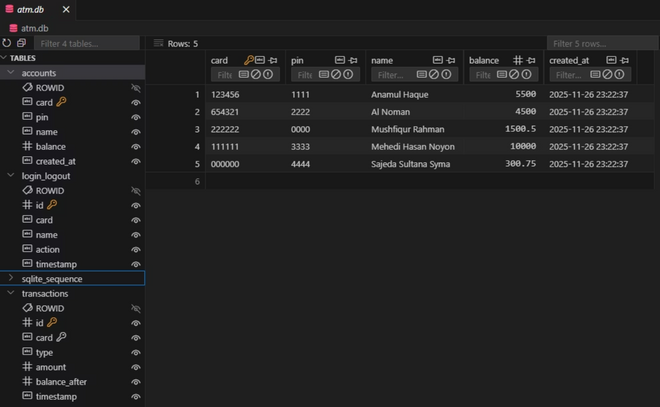 atm.db
atm.db
Filter 4 tables...
Rows: 5
Filter 5 rows...
TABLES
accounts
ROWID
card
pin
name
balance
created_at
login_logout
ROWID
id
card
name
action
timestamp
sqlite_sequence
transactions
ROWID
id
card
type
amount
balance_after
timestamp
card pin name balance created_at
Filte Filte Filter... Filte Filter...
1 123456 1111 Anamul Haque 5500 2025-11-26 23:22:37
2 654321 2222 Al Noman 4500 2025-11-26 23:22:37
3 222222 0000 Mushfiqur Rahman 1500.5 2025-11-26 23:22:37
4 111111 3333 Mehedi Hasan Noyon 10000 2025-11-26 23:22:37
5 000000 4444 Sajeda Sultana Syma 300.75 2025-11-26 23:22:37
6